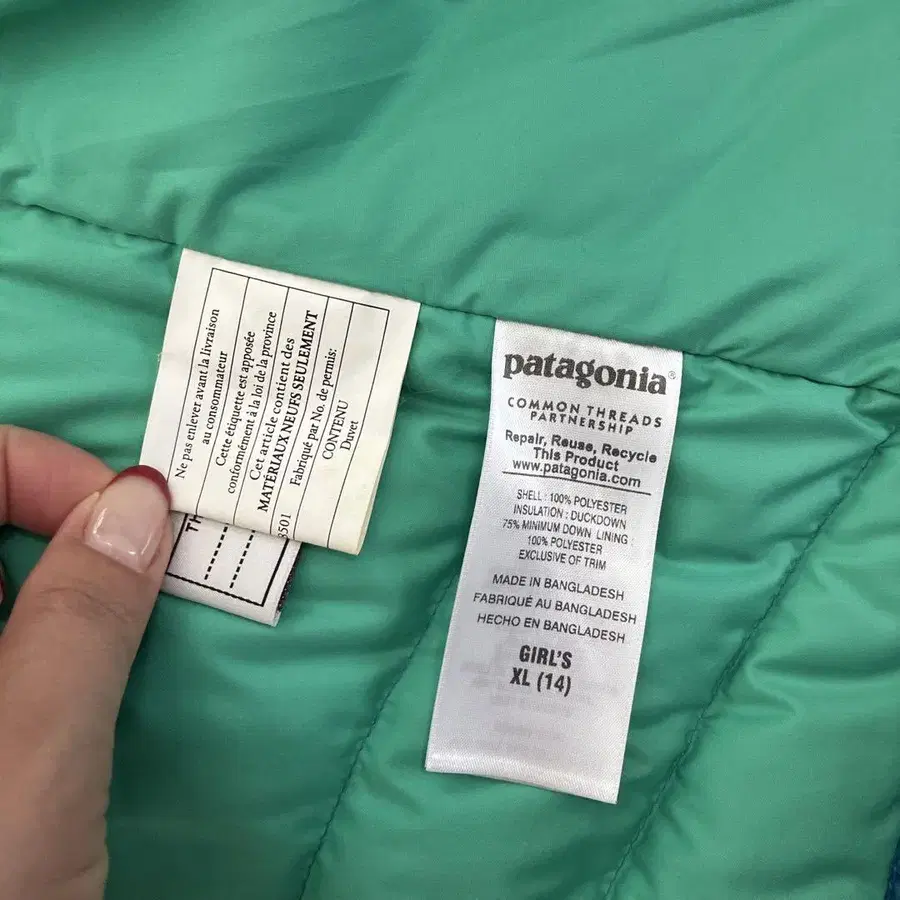 Ne pas enlever avant la livraison
au consommateur
Cette étiquette est apposée
conformément à la loi de la province
Cet article contient des
MATÉRIAUX NEUFS SEULEMENT
Fabriqué par No. de permis:
CONTENU
Duvet
TH
3501
patagonia®
COMMON THREADS
PARTNERSHIP
Repair, Reuse, Recycle
This Product
www.patagonia.com
SHELL : 100% POLYESTER
INSULATION : DUCKDOWN
75% MINIMUM DOWN LINING :
100% POLYESTER
EXCLUSIVE OF TRIM
MADE IN BANGLADESH
FABRIQUÉ AU BANGLADESH
HECHO EN BANGLADESH
GIRL'S
XL (14)